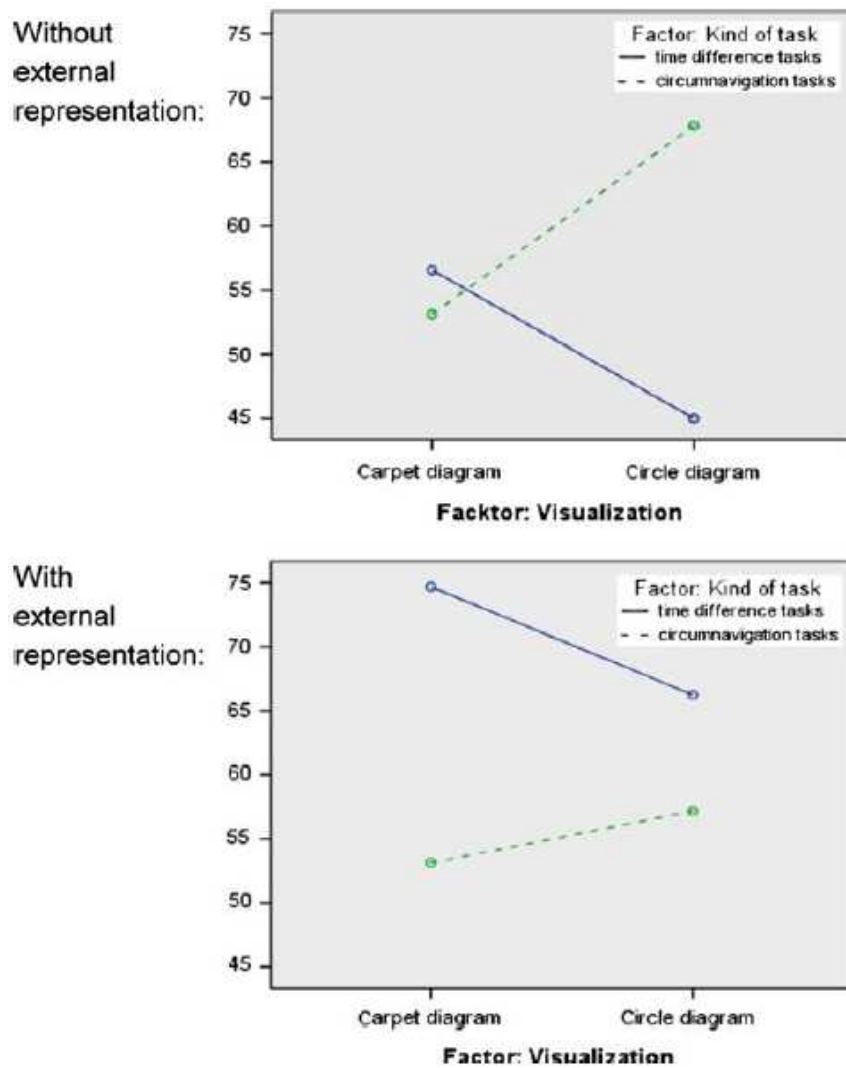 Without
external
representation:
Factor: Kind of task
time difference tasks
circumnavigation tasks
75
70
65
60
55
50
45
Carpet diagram
Circle diagram
Facktor: Visualization
With
external
representation:
Factor: Kind of task
time difference tasks
circumnavigation tasks
75
70
65
60
55
50
45
Carpet diagram
Circle diagram
Factor: Visualization